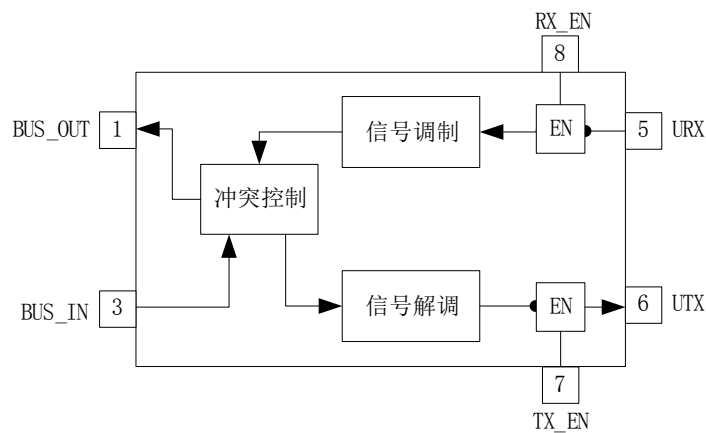 RX_EN
8
BUS_OUT
1
信号调制
EN
5
URX
冲突控制
BUS_IN
3
信号解调
EN
6
UTX
7
TX_EN